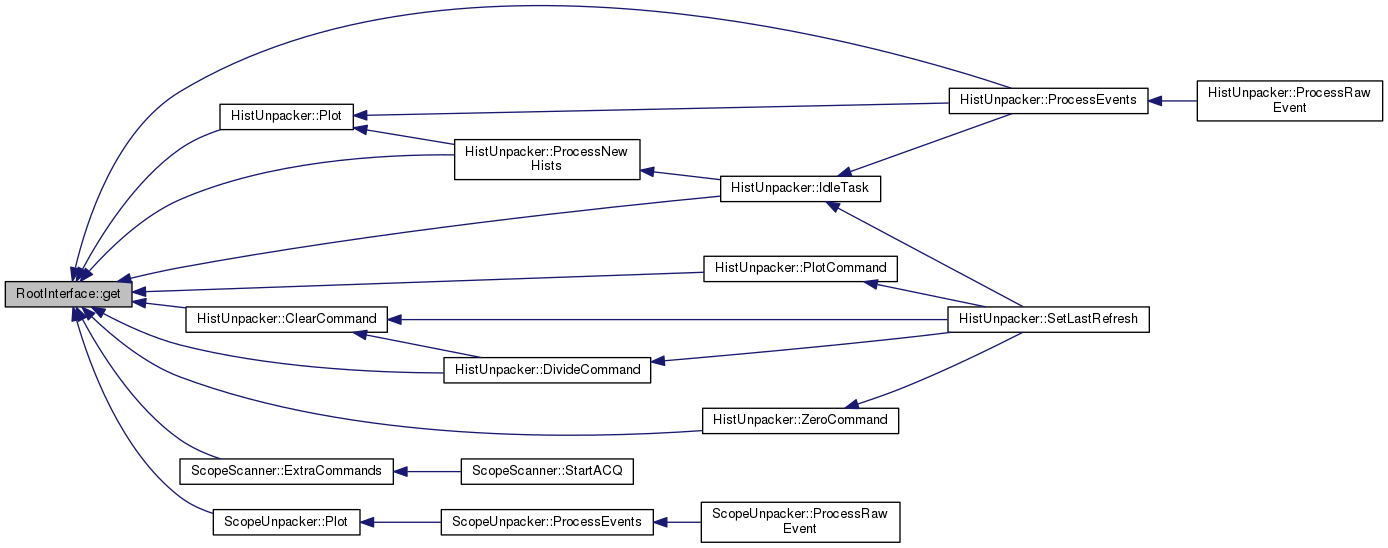 HistUnpacker::ProcessRaw
Event
HistUnpacker::ProcessEvents
HistUnpacker::Plot
HistUnpacker::ProcessNew
Hists
HistUnpacker::IdleTask
HistUnpacker::PlotCommand
RootInterface::get
HistUnpacker::ClearCommand
HistUnpacker::SetLastRefresh
HistUnpacker::DivideCommand
HistUnpacker::ZeroCommand
ScopeScanner::ExtraCommands
ScopeScanner::StartACQ
ScopeUnpacker::Plot
ScopeUnpacker::ProcessEvents
ScopeUnpacker::ProcessRaw
Event